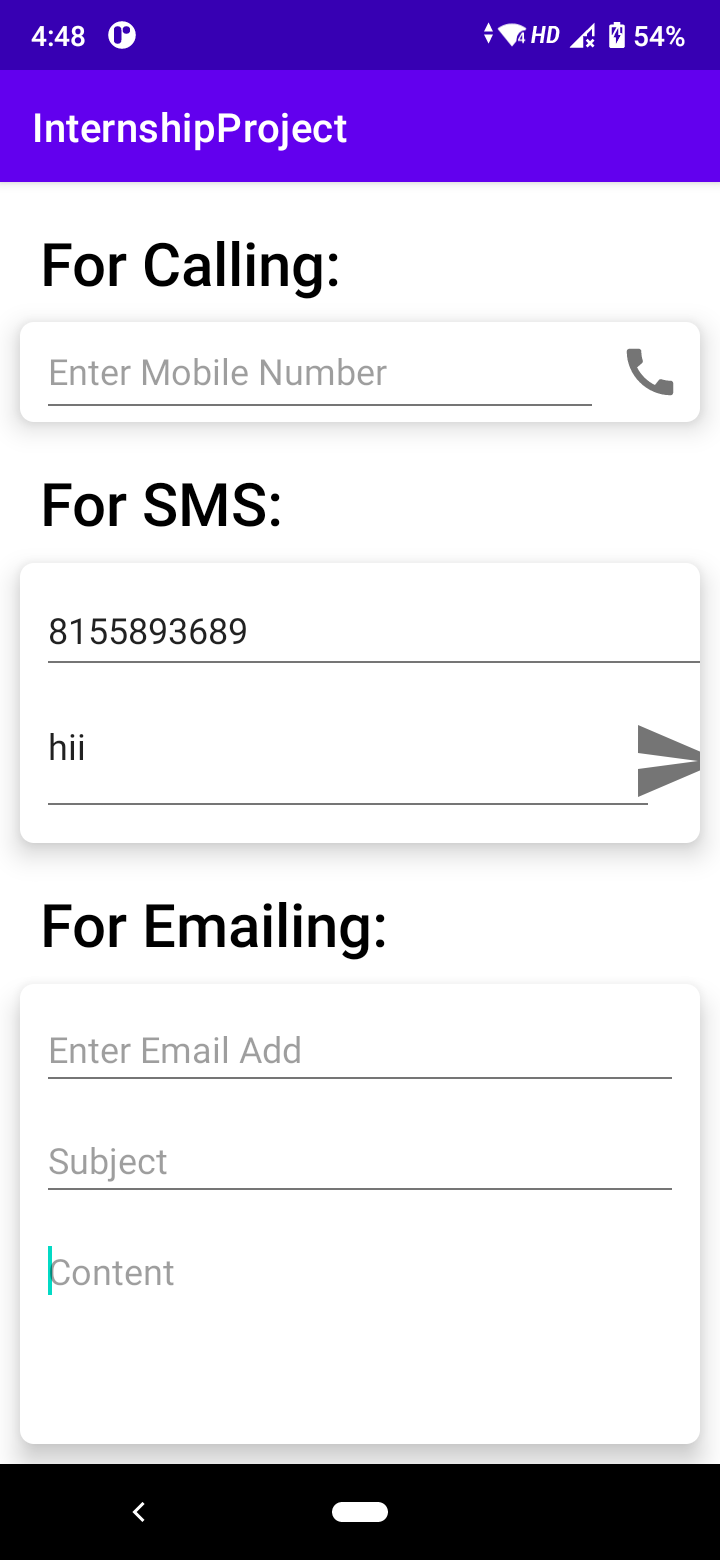 4:48 4 HD 54%
InternshipProject
For Calling:
Enter Mobile Number
For SMS:
8155893689
hii
For Emailing:
Enter Email Add
Subject
Content